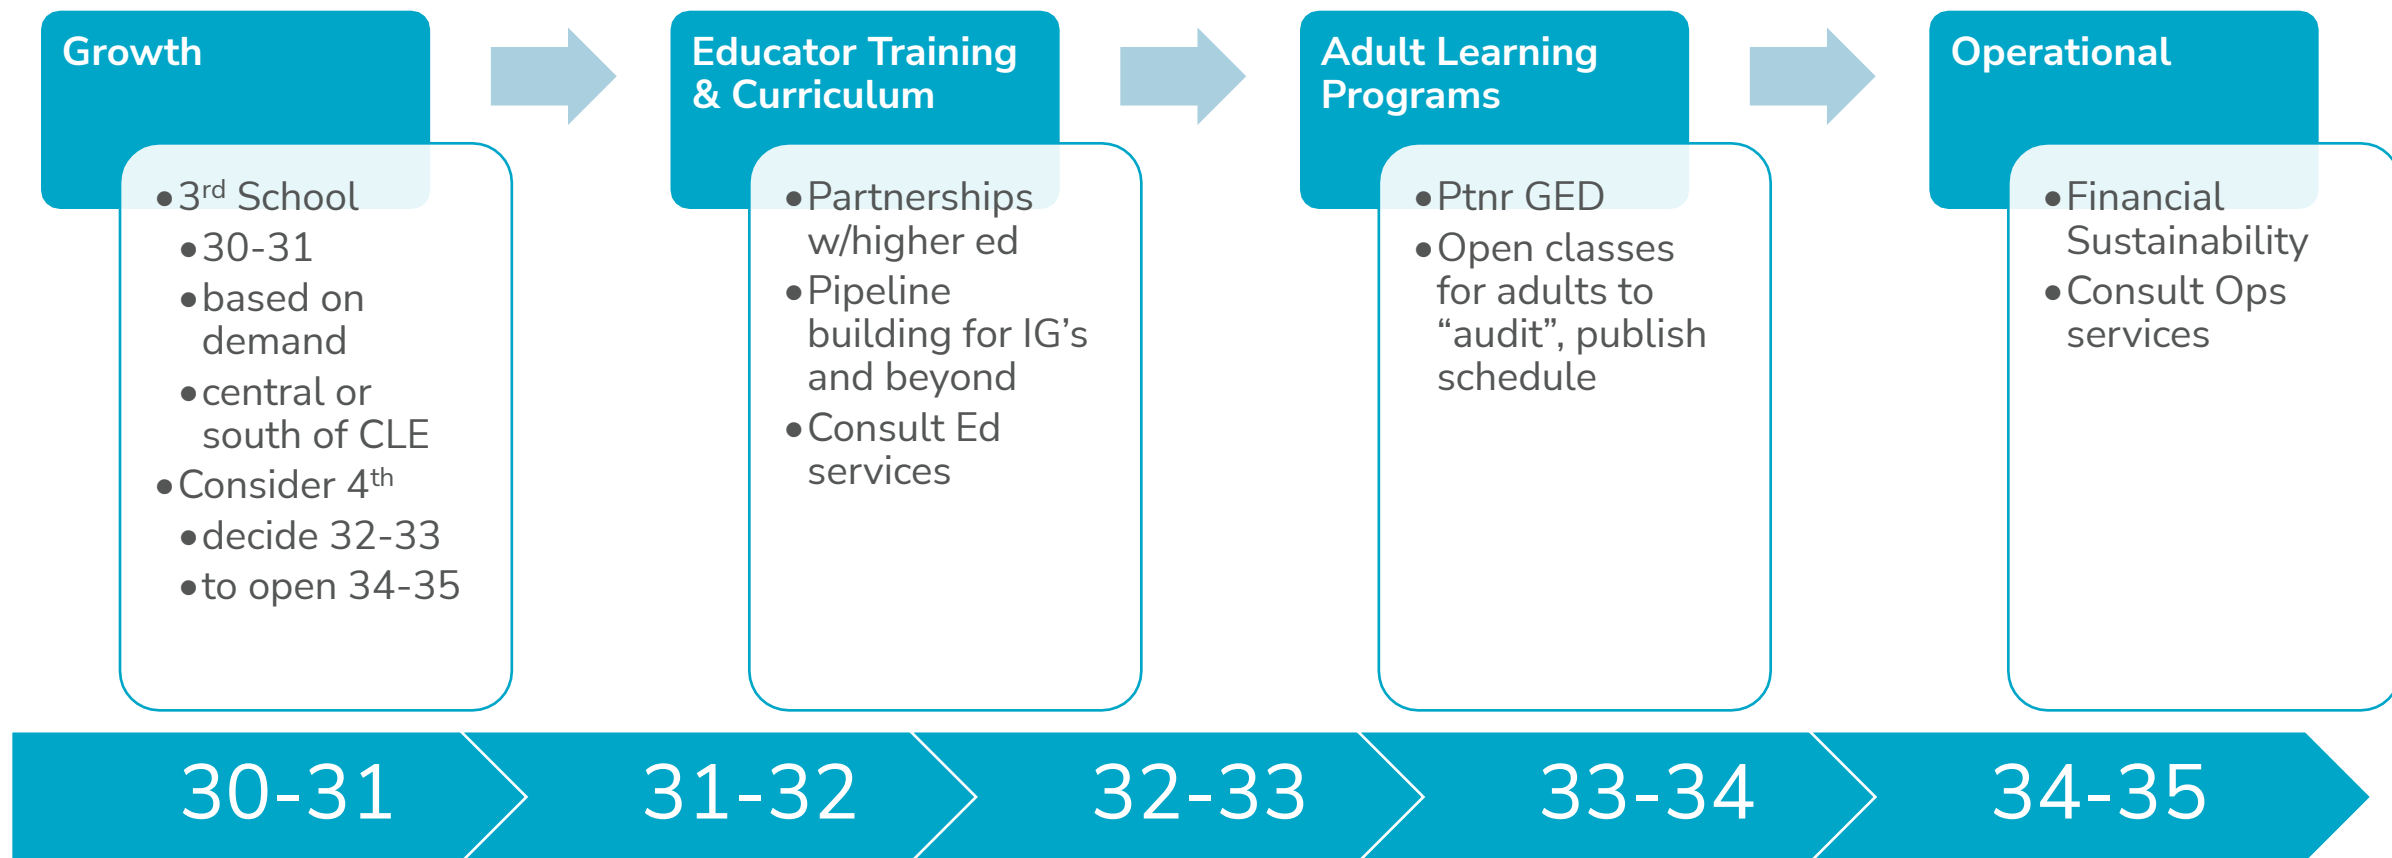 Growth
•3rd School
•30-31
•based on
demand
•central or
south of CLE
•Consider 4th
•decide 32-33
•to open 34-35
Educator Training
& Curriculum
•Partnerships
w/higher ed
•Pipeline
building for IG’s
and beyond
•Consult Ed
services
Adult Learning
Programs
•Ptnr GED
•Open classes
for adults to
“audit”, publish
schedule
Operational
•Financial
Sustainability
•Consult Ops
services
30-31
31-32
32-33
33-34
34-35